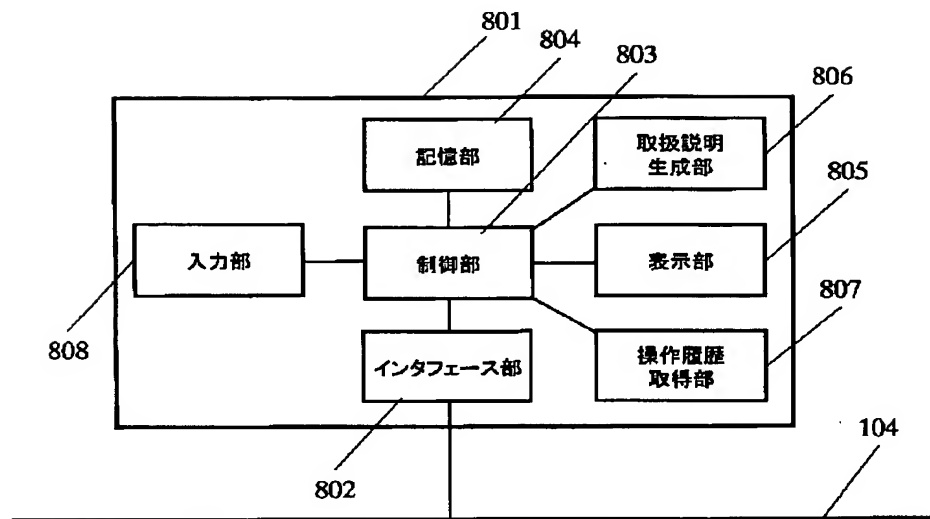 801
804
803
806
記憶部
取扱説明
生成部
805
入力部
制御部
表示部
807
808
インタフェース部
操作履歴
取得部
802
104